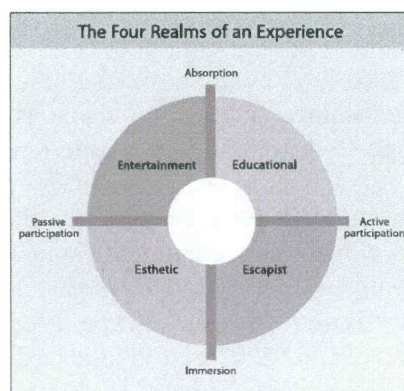 The Four Realms of an Experience
Absorption
Entertainment Educational
Passive
participation
Active
participation
Esthetic Escapist
Immersion